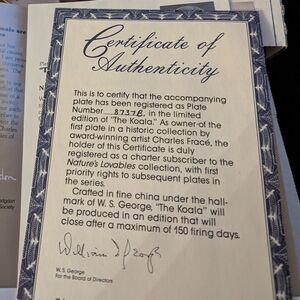 Certificate of
Authenticity
This is to certify that the accompanying
plate has been registered as Plate
Number 8737B, in the limited
edition of "The Koala." As owner of the
first plate in a historic collection by
award-winning artist Charles Fracé, the
holder of this Certificate is duly
registered as a charter subscriber to the
Nature's Lovables collection, with first
priority rights to subsequent plates in
the series.
Crafted in fine china under the hall-
mark of W. S. George, "The Koala" will
be produced in an edition that will
close after a maximum of 150 firing days.
W. S. George
For the Board of Directors